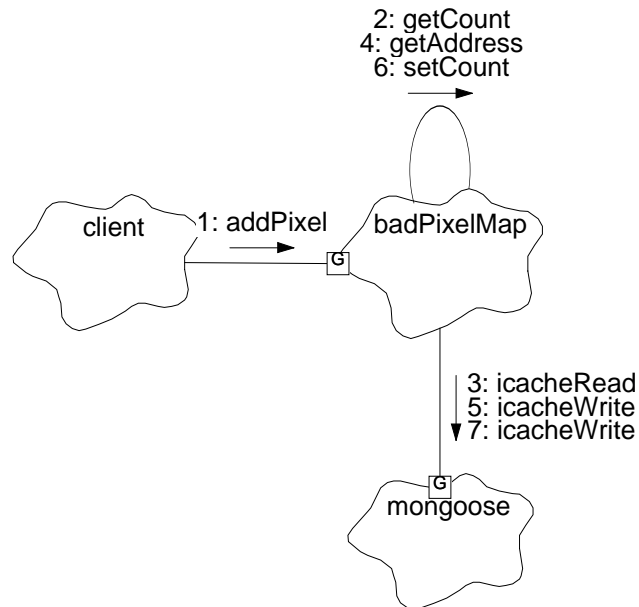 2: getCount
4: getAddress
6: setCount
client
1: addPixel
badPixelMap
G
3: icacheRead
5: icacheWrite
7: icacheWrite
G
mongoose